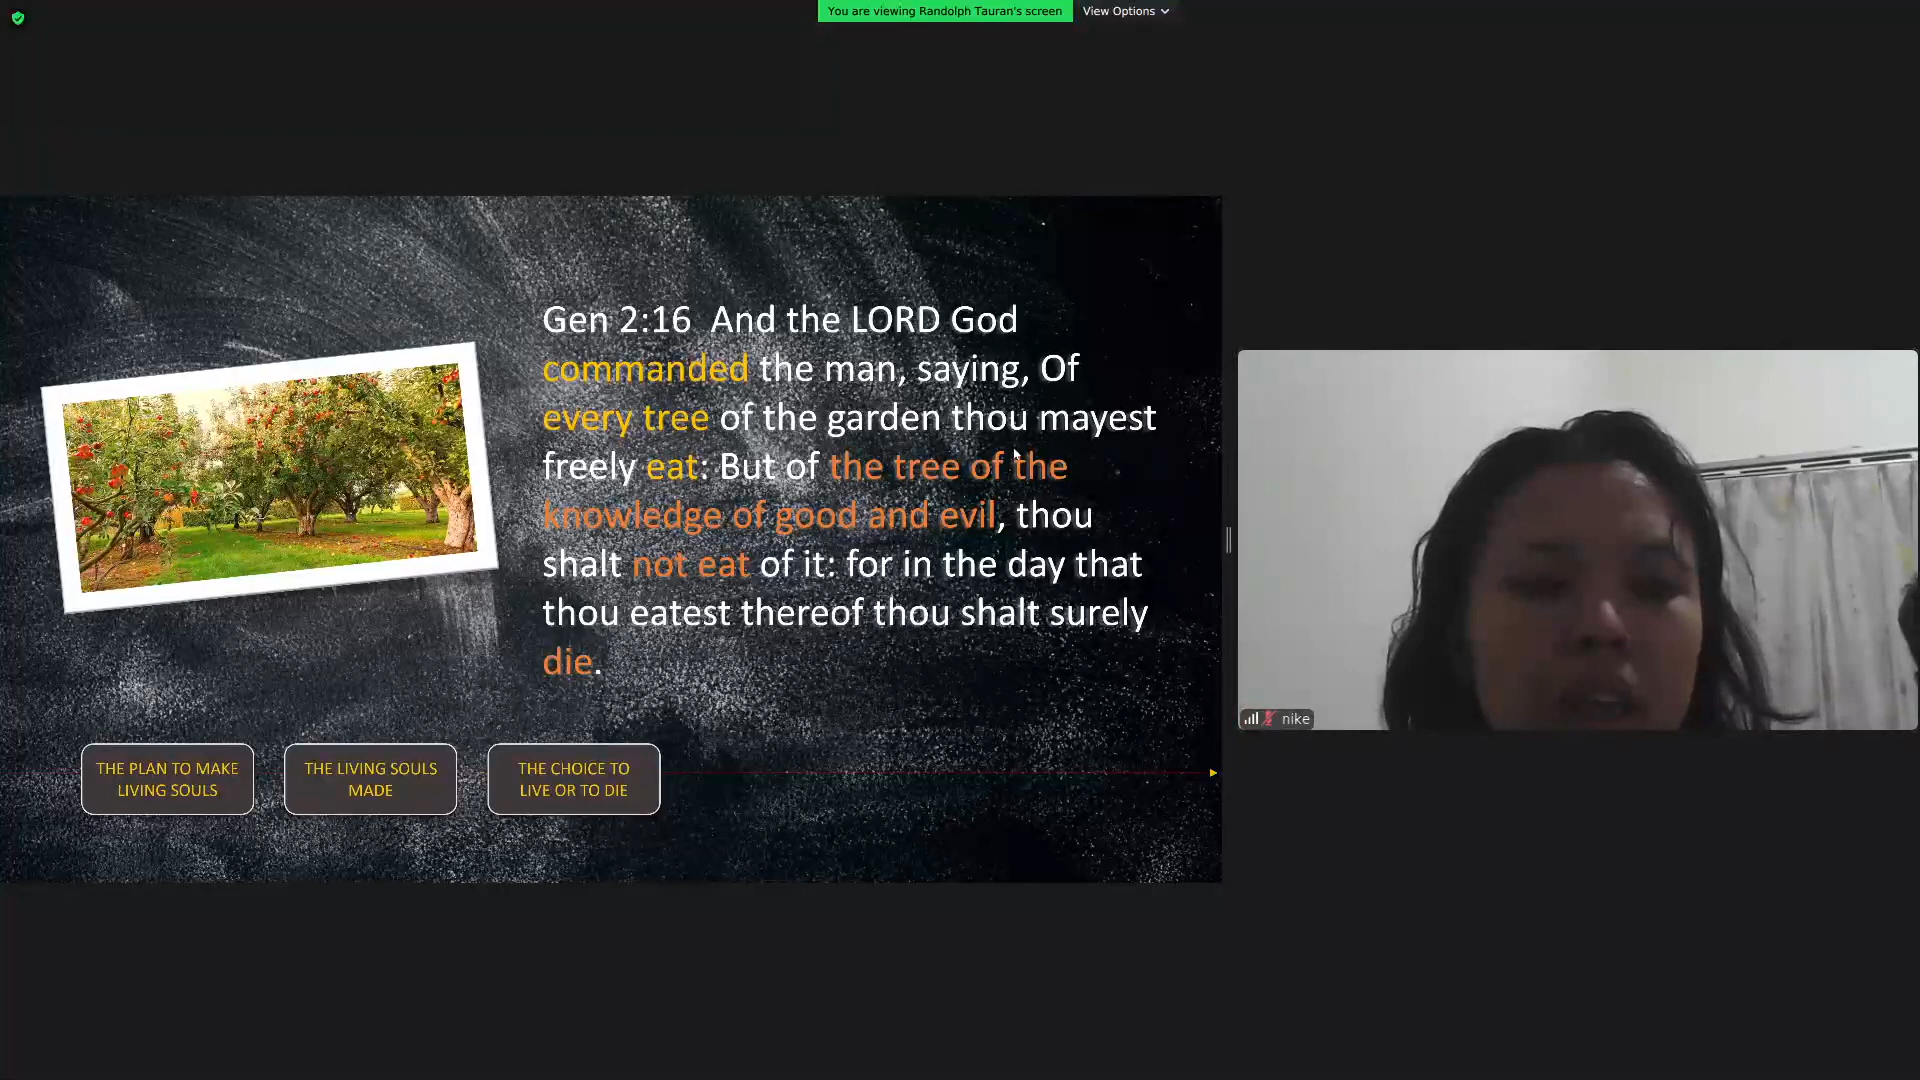 You are viewing Randolph Tauran's screen
View Options
Gen 2:16 And the LORD God
commanded the man, saying, Of
every tree of the garden thou mayest
freely eat: But of the tree of the
knowledge of good and evil, thou
shalt not eat of it: for in the day that
thou eatest thereof thou shalt surely
die.
nike
THE PLAN TO MAKE
LIVING SOULS
THE LIVING SOULS
MADE
THE CHOICE TO
LIVE OR TO DIE